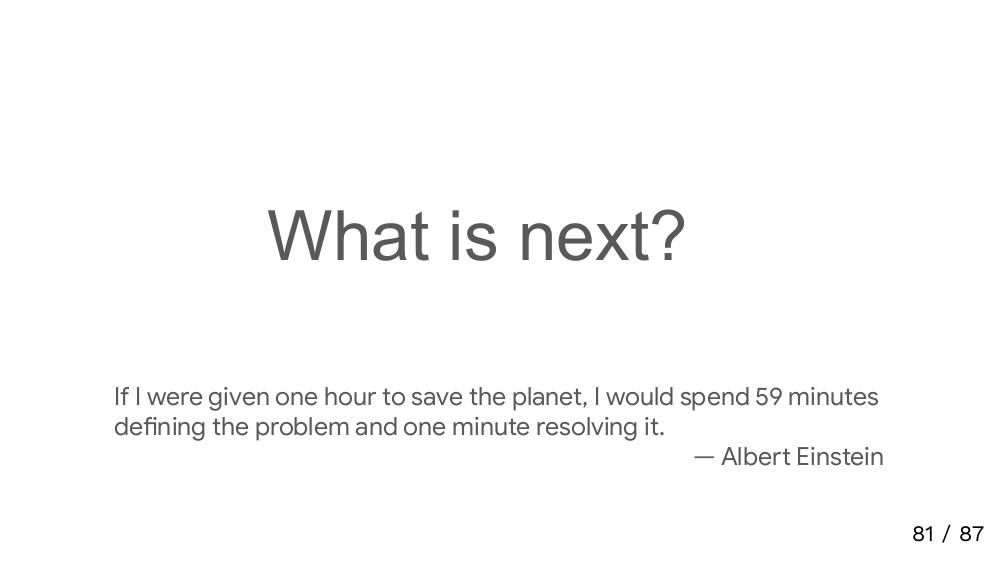 What is next?
If I were given one hour to save the planet, I would spend 59 minutes
defining the problem and one minute resolving it.
— Albert Einstein
81 / 87